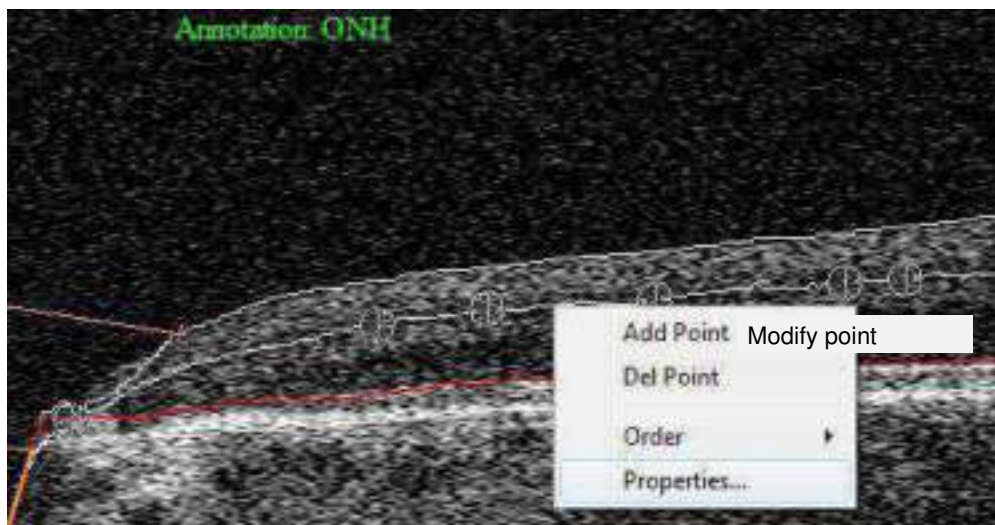 Annotation: ONH
Add Point Modify point
Del Point
Order
Properties...